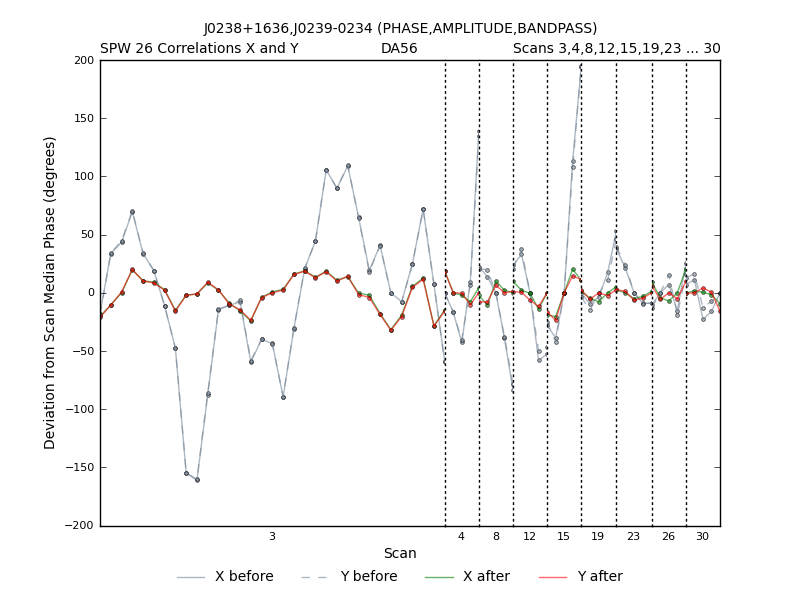 J0238+1636,J0239-0234 (PHASE,AMPLITUDE,BANDPASS)
SPW 26 Correlations X and Y DA56 Scans 3,4,8,12,15,19,23 ... 30
200
150
100
50
0
−50
−100
−150
−200
Deviation from Scan Median Phase (degrees)
3 4 8 12 15 19 23 26 30
Scan
X before Y before X after Y after